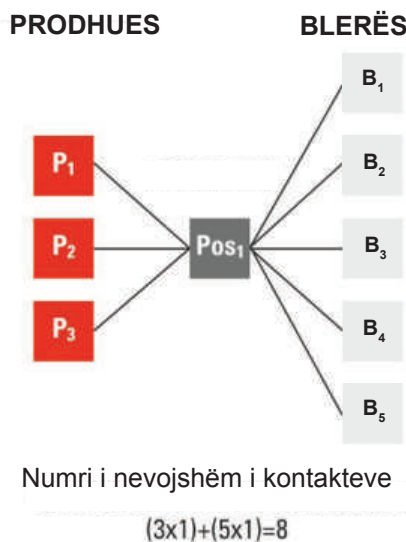 PRODHUES BLERËS
B₁
P₁ B₂
P₂ Pos₁ B₃
P₃ B₄
B₅
Numri i nevojshëm i kontakteve
(3x1)+(5x1)=8